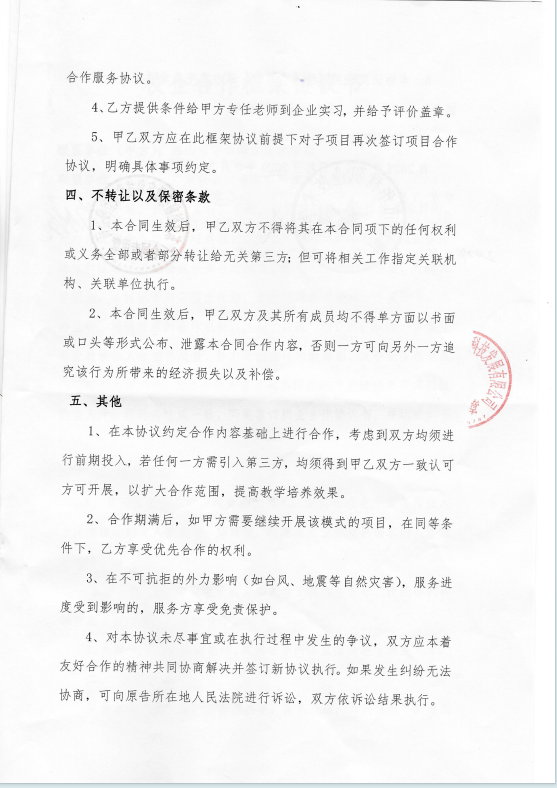 合作服务协议。
4、乙方提供条件给甲方专任老师到企业实习，并给予评价盖章。
5、甲乙双方应在此框架协议前提下对子项目再次签订项目合作
协议，明确具体事项约定。
四、不转让以及保密条款
1、本合同生效后，甲乙双方不得将其在本合同项下的任何权利
或义务全部或者部分转让给无关第三方；但可将相关工作指定关联机
构、关联单位执行。
2、本合同生效后，甲乙双方及其所有成员均不得单方面以书面
或口头等形式公布、泄露本合同合作内容，否则一方可向另外一方追
究该行为所带来的经济损失以及补偿。
五、其他
1、在本协议约定合作内容基础上进行合作，考虑到双方均须进
行前期投入，若任何一方需引入第三方，均须得到甲乙双方一致认可
方可开展，以扩大合作范围，提高教学培养效果。
2、合作期满后，如甲方需要继续开展该模式的项目，在同等条
件下，乙方享受优先合作的权利。
3、在不可抗拒的外力影响（如台风、地震等自然灾害），服务进
度受到影响的，服务方享受免责保护。
4、对本协议未尽事宜或在执行过程中发生的争议，双方应本着
友好合作的精神共同协商解决并签订新协议执行。如果发生纠纷无法
协商，可向原告所在地人民法院进行诉讼，双方依诉讼结果执行。